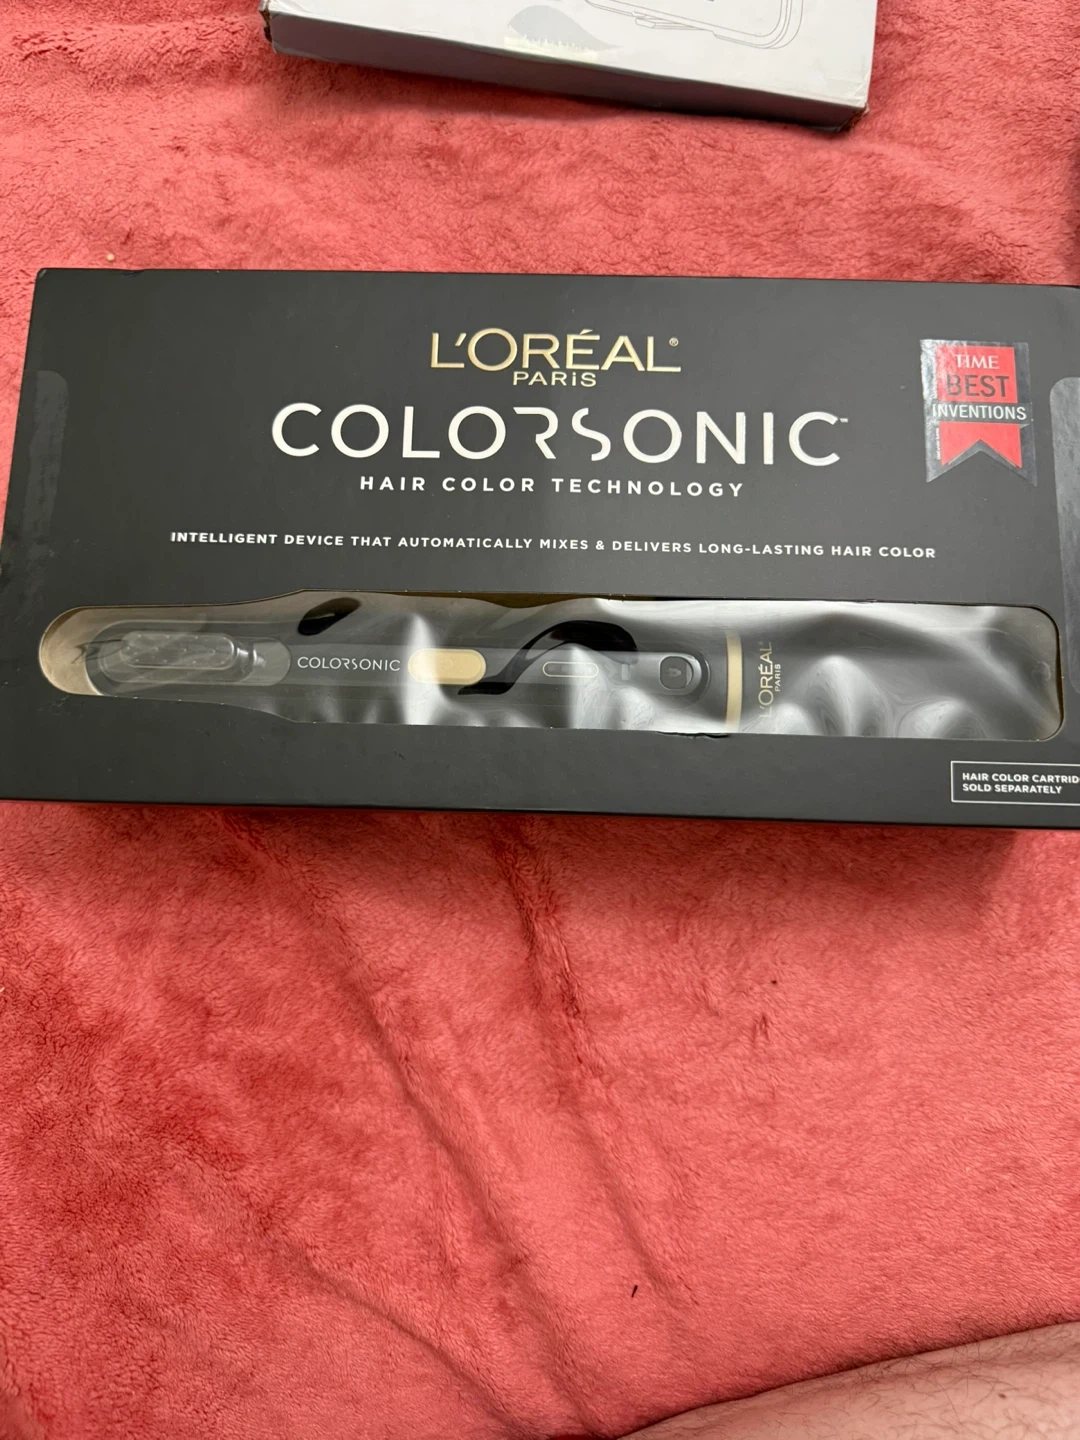 L'ORÉAL®
PARIS
COLORSONIC™
HAIR COLOR TECHNOLOGY
INTELLIGENT DEVICE THAT AUTOMATICALLY MIXES & DELIVERS LONG-LASTING HAIR COLOR
TIME
BEST
INVENTIONS
COLORSONIC
L'ORÉAL
PARIS
HAIR COLOR CARTRID
SOLD SEPARATELY